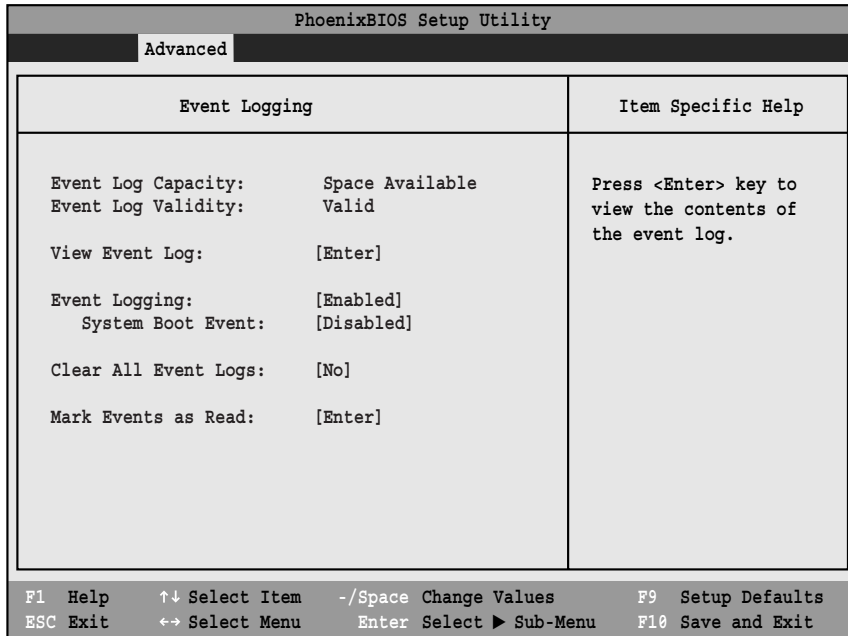 PhoenixBIOS Setup Utility
Advanced
Event Logging
Item Specific Help
Event Log Capacity: Space Available
Event Log Validity: Valid
View Event Log: [Enter]
Event Logging: [Enabled]
System Boot Event: [Disabled]
Clear All Event Logs: [No]
Mark Events as Read: [Enter]
Press <Enter> key to
view the contents of
the event log.
F1 Help ↑↓ Select Item -/Space Change Values F9 Setup Defaults
ESC Exit ←→ Select Menu Enter Select ▶ Sub-Menu F10 Save and Exit